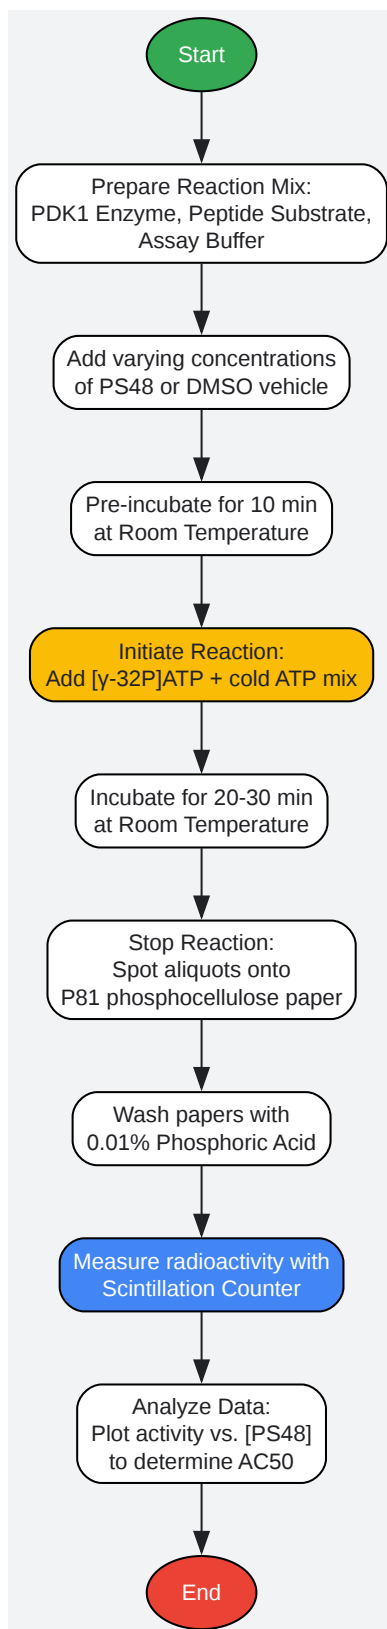 Start
Prepare Reaction Mix:
PDK1 Enzyme, Peptide Substrate,
Assay Buffer
Add varying concentrations
of PS48 or DMSO vehicle
Pre-incubate for 10 min
at Room Temperature
Initiate Reaction:
Add [γ-32P]ATP + cold ATP mix
Incubate for 20-30 min
at Room Temperature
Stop Reaction:
Spot aliquots onto
P81 phosphocellulose paper
Wash papers with
0.01% Phosphoric Acid
Measure radioactivity with
Scintillation Counter
Analyze Data:
Plot activity vs. [PS48]
to determine AC50
End